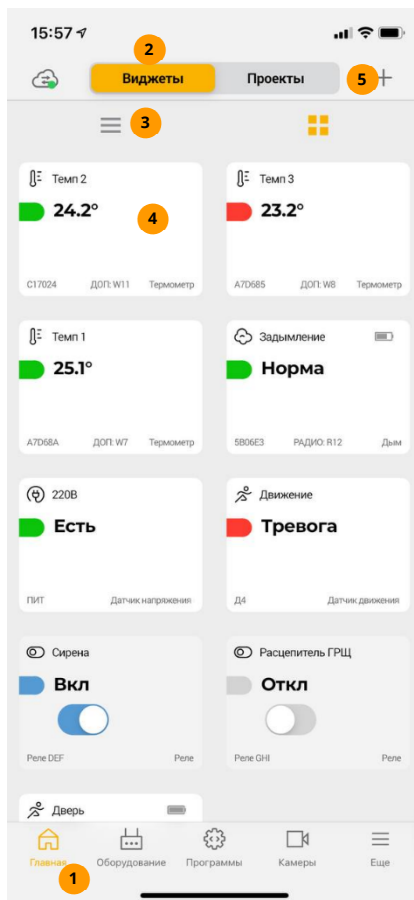 15:57
2
Виджеты Проекты 5
3
Темп 2 Темп 3
24.2° 4 23.2°
C17024 ДОП: W11 Термометр A7D685 ДОП: W8 Термометр
Темп 1 Задымление
25.1° Норма
A7D68A ДОП: W7 Термометр 5B06E3 РАДИО: R12 Дым
220В Движение
Есть Тревога
ПИТ Датчик напряжения Д4 Датчик движения
Сирена Расцепитель ГРЩ
Вкл Откл
Реле DEF Реле Реле GHI Реле
Дверь
Главная Оборудование Программы Камеры Еще
1